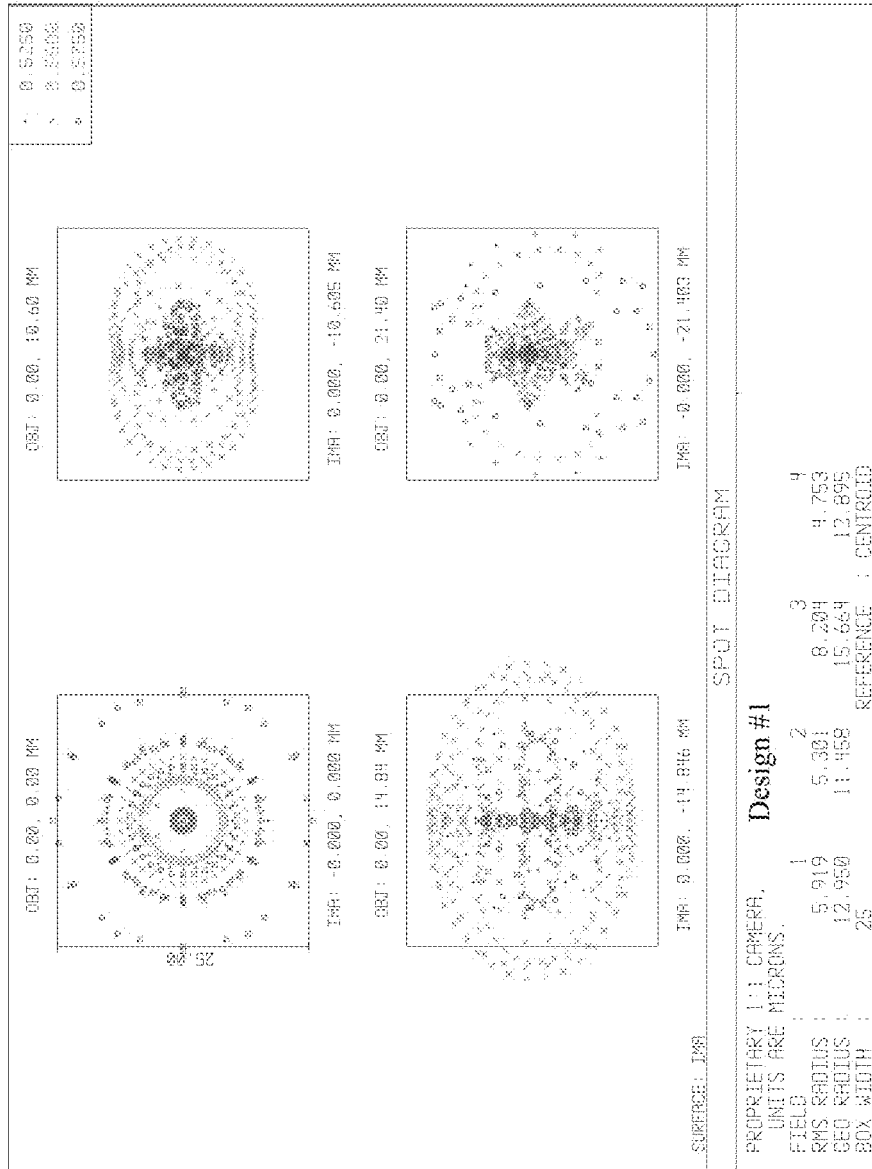 0.5250
0.5750
OBJ: 0.00, 0.00 MM
OBJ: 0.00, 10.60 MM
25.00
IMA: -0.000, 0.000 MM
IMA: 0.000, -10.605 MM
OBJ: 0.00, 14.84 MM
OBJ: 0.00, 21.40 MM
IMA: 0.000, -14.846 MM
IMA: -0.000, -21.403 MM
SURFACE: IMA
SPOT DIAGRAM
PROPRIETARY 1:1 CAMERA. Design #1
UNITS ARE MICRONS.
FIELD : 1 2 3 4
RMS RADIUS : 5.919 5.301 8.204 4.753
GEO RADIUS : 12.950 11.458 15.664 12.895
BOX WIDTH : 25 REFERENCE : CENTROID